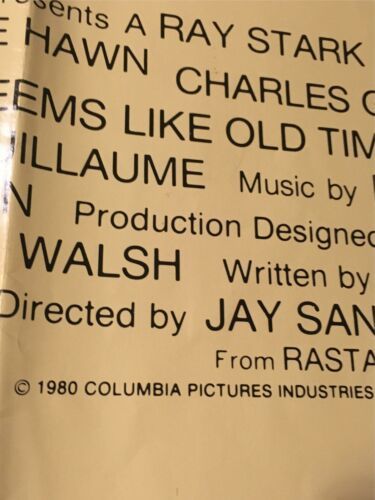 esents A RAY STARK
E HAWN CHARLES G
EEMS LIKE OLD TIM
ILLAUME Music by
N Production Designed
WALSH Written by
Directed by JAY SAN
From RASTA
© 1980 COLUMBIA PICTURES INDUSTRIES